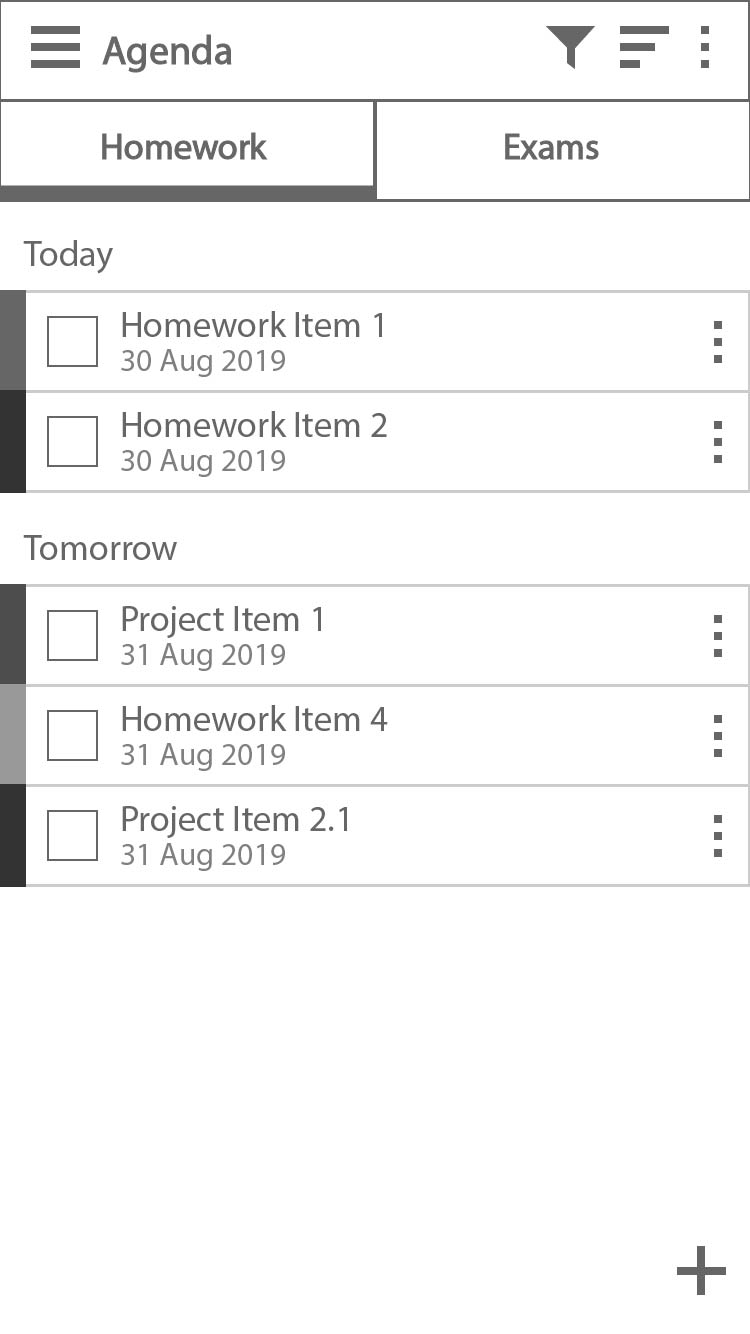 Agenda
Homework
Exams
Today
Homework Item 1
30 Aug 2019
Homework Item 2
30 Aug 2019
Tomorrow
Project Item 1
31 Aug 2019
Homework Item 4
31 Aug 2019
Project Item 2.1
31 Aug 2019